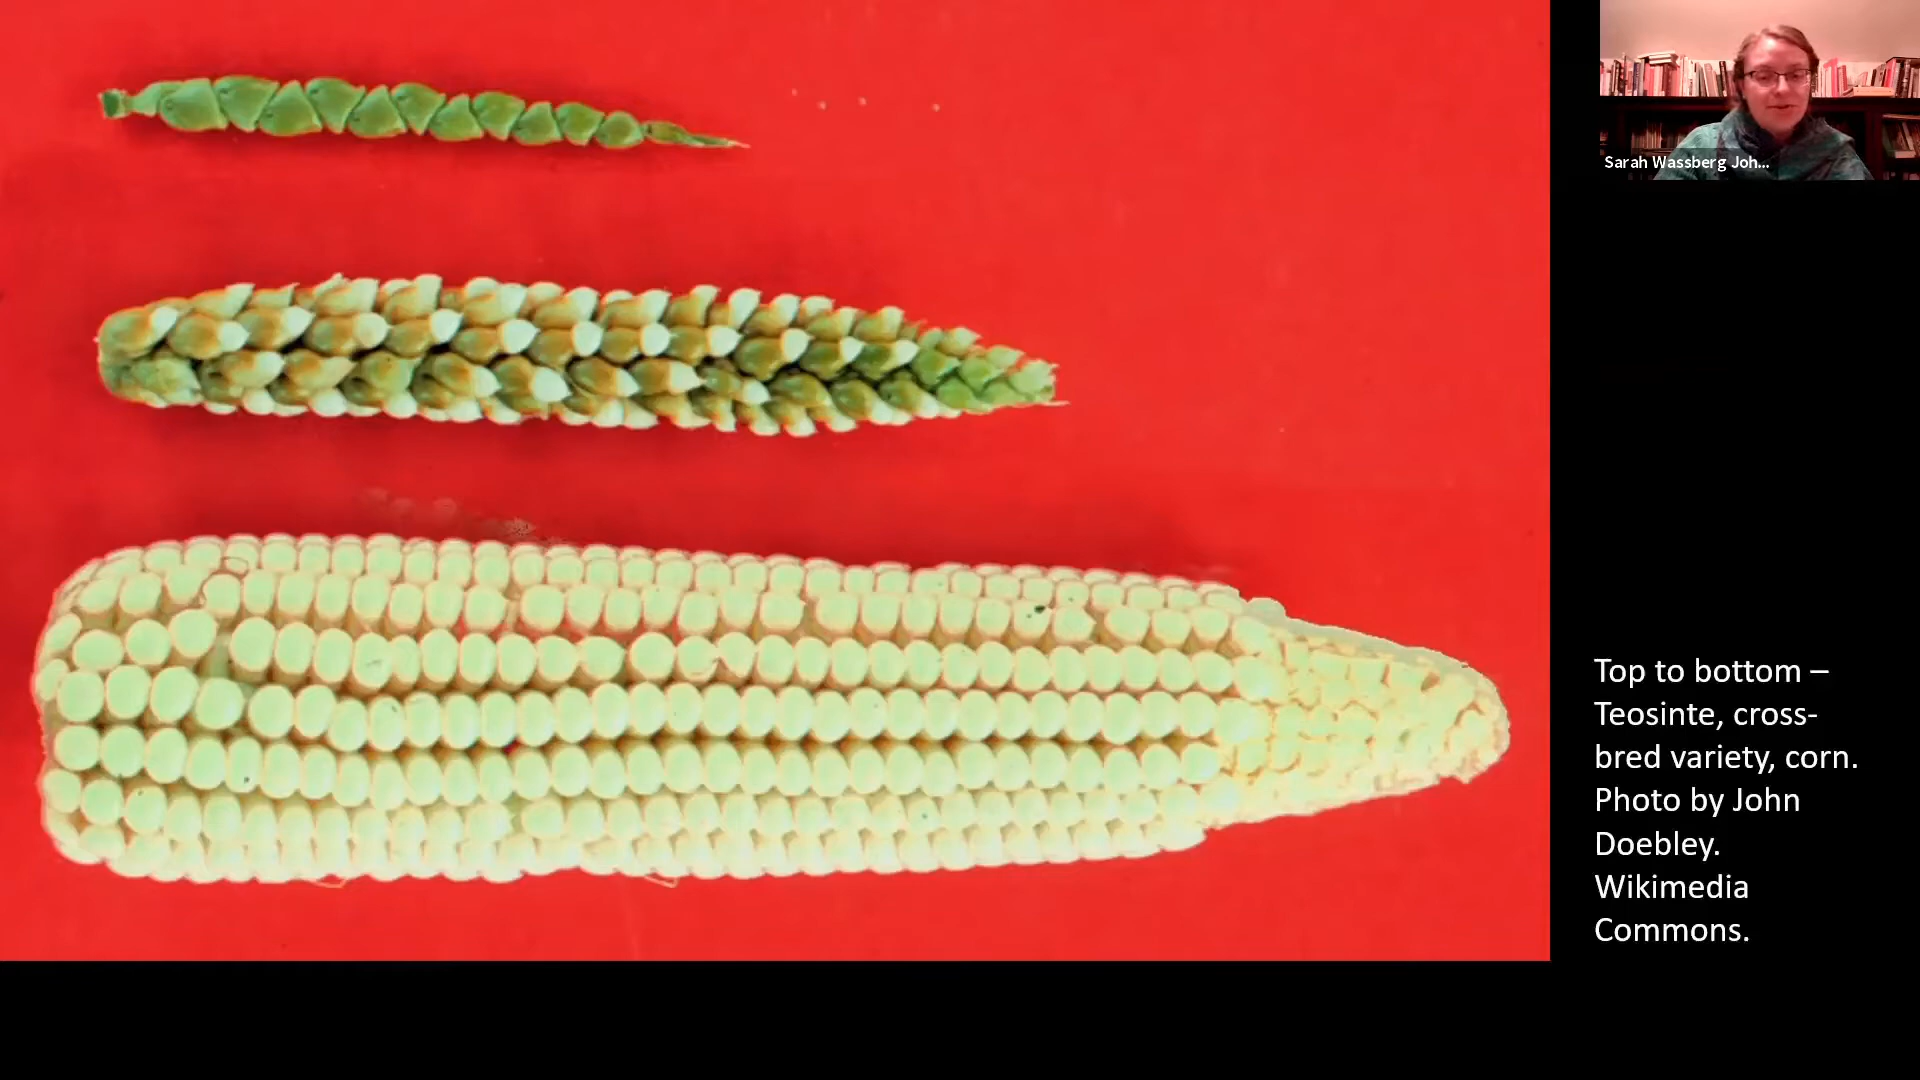 Sarah Wassberg Joh...
Top to bottom –
Teosinte, cross-
bred variety, corn.
Photo by John
Doebley.
Wikimedia
Commons.